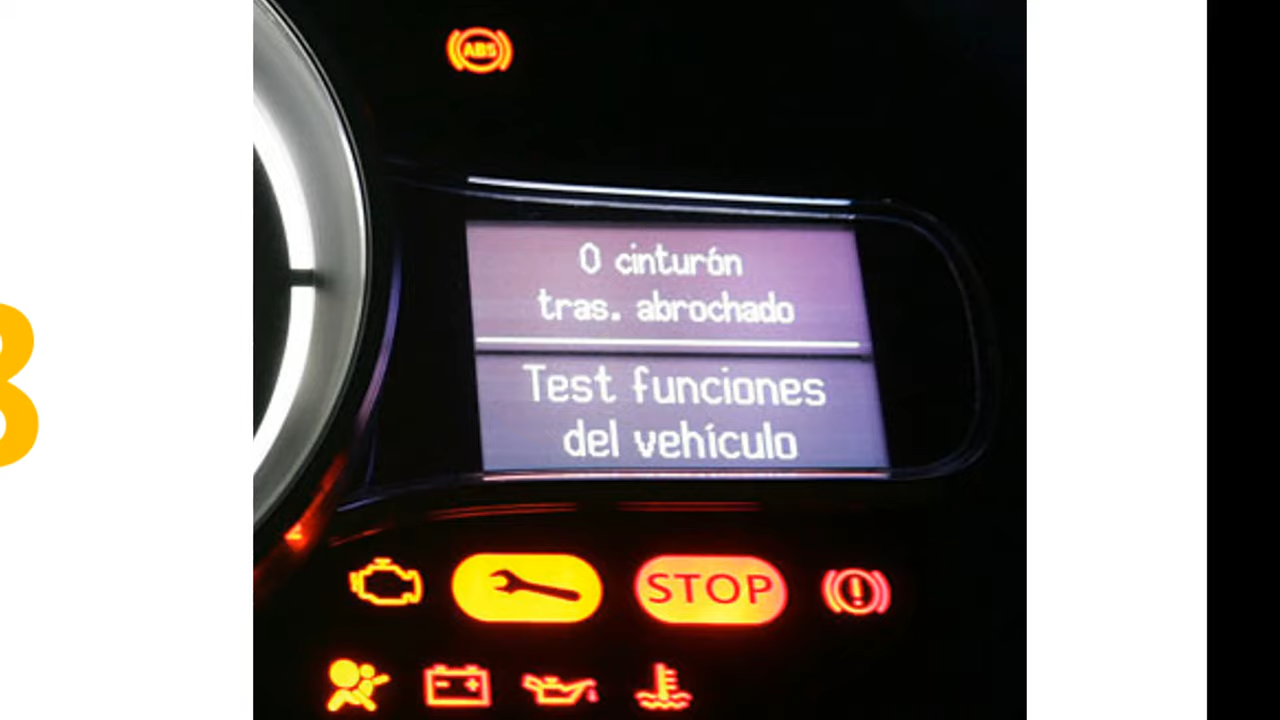 ABS
0 cinturón
tras. abrochado
Test funciones
del vehículo
STOP